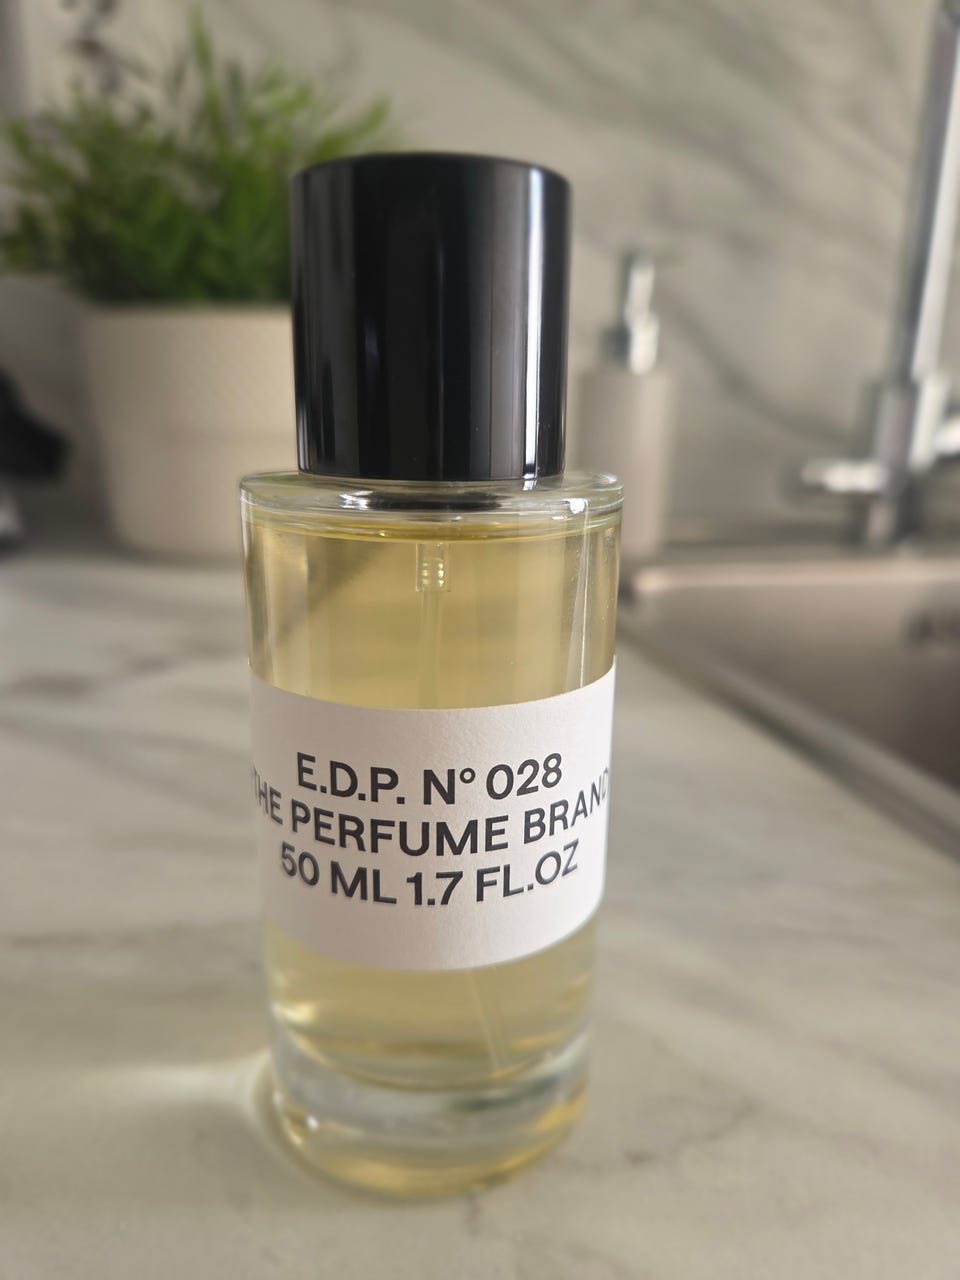 E.D.P. N° 028
THE PERFUME BRAND
50 ML 1.7 FL.OZ